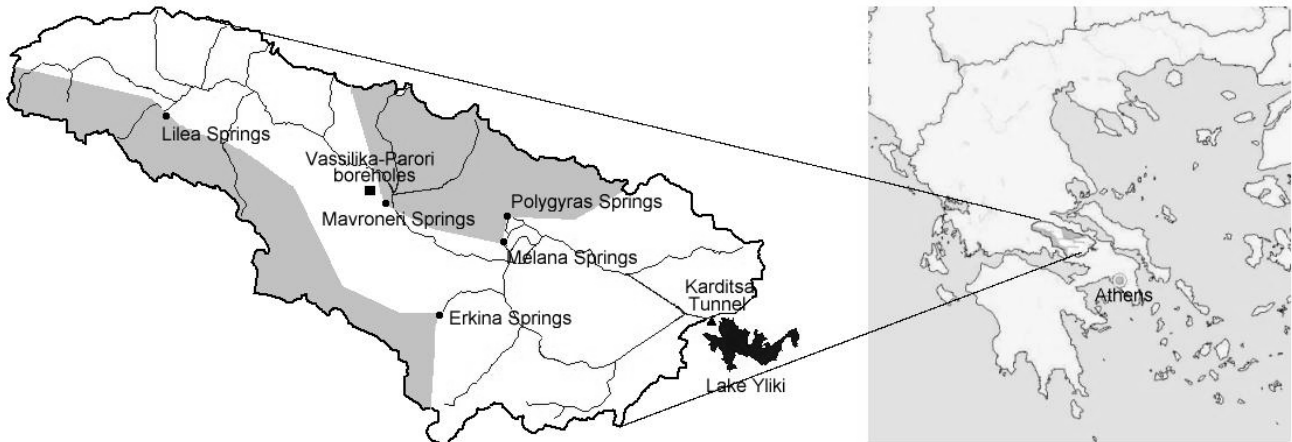 Lilea Springs
Vassilika-Parori
boreholes
Mavroneri Springs
Polygyras Springs
Melana Springs
Erkina Springs
Karditsa
Tunnel
Lake Yliki
Athens